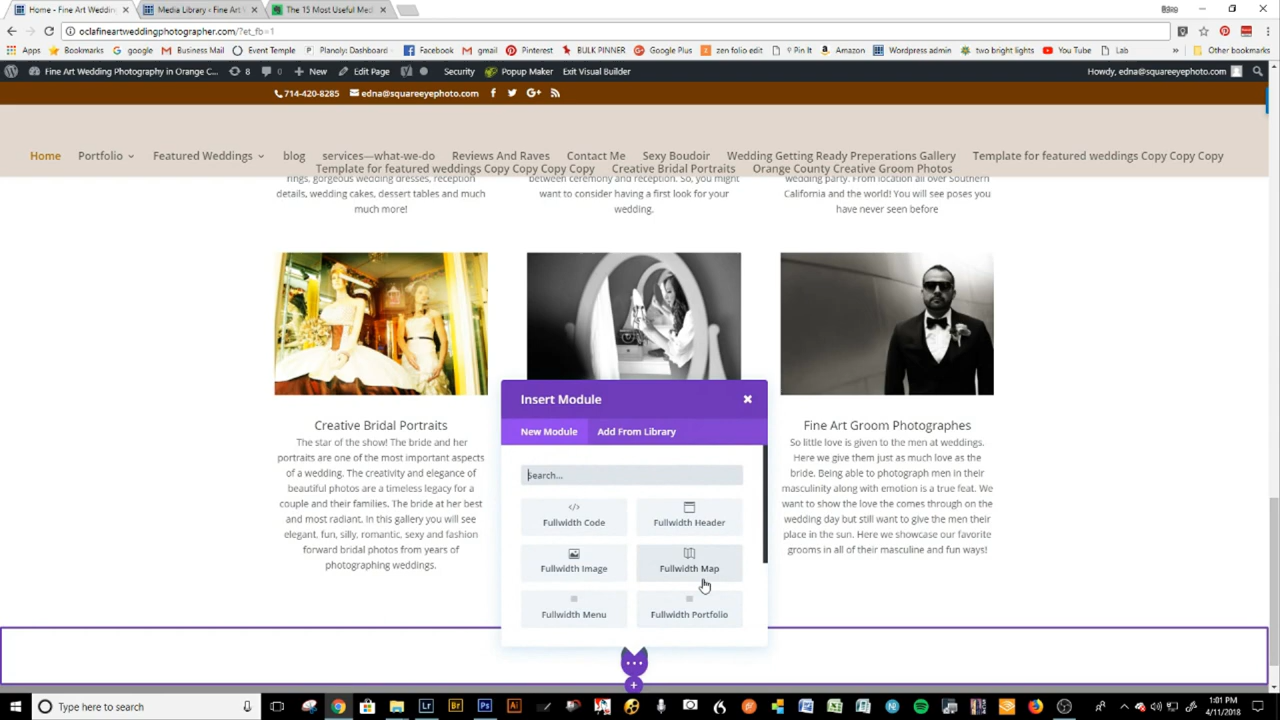 Home - Fine Art Weddin
Media Library ‹ Fine Art W
The 15 Most Useful Med
oclafineartweddingphotographer.com/?et_fb=1
Apps
Bookmarks
google
Business Mail
Event Temple
Planoly: Dashboard
Facebook
gmail
Pinterest
BULK PINNER
Google Plus
zen folio edit
Pin It
Amazon
Wordpress admin
two bright lights
You Tube
Lab
»
Other bookmarks
Fine Art Wedding Photography in Orange C...
8
0
New
Edit Page
Security
Popup Maker
Exit Visual Builder
Howdy, edna@squareeyephoto.com
714-420-8285
edna@squareeyephoto.com
Home
Portfolio
Featured Weddings
blog
services—what-we-do
Reviews And Raves
Contact Me
Sexy Boudoir
Wedding Getting Ready Preperations Gallery
Template for featured weddings Copy Copy
Template for featured weddings Copy Copy Copy
Creative Bridal Portraits
Orange County Creative Groom Photos
rings, gorgeous wedding dresses, reception
details, wedding cakes, dessert tables and much
much more!
between ceremony and reception. So, you might
want to consider having a first look for your
wedding.
wedding party. From location all over Southern
California and the world! You will see poses you
have never seen before
Creative Bridal Portraits
The star of the show! The bride and her
portraits are one of the most important aspects
of a wedding. The creativity and elegance of
beautiful photos are a timeless legacy for a
couple and their families. The bride at her best
and most radiant. In this gallery you will see
elegant, fun, silly, romantic, sexy and fashion
forward bridal photos from years of
photographing weddings.
Insert Module
New Module
Add From Library
Search...
Fullwidth Code
Fullwidth Header
Fullwidth Image
Fullwidth Map
Fullwidth Menu
Fullwidth Portfolio
Fine Art Groom Photographes
So little love is given to the men at weddings.
Here we give them just as much love as the
bride. Being able to photograph men in their
masculinity along with emotion is a true feat. We
want to show the love the comes through on the
wedding day but still want to give the men their
place in the sun. Here we showcase our favorite
grooms in all of their masculine and fun ways!
Type here to search
1:01 PM
4/11/2018